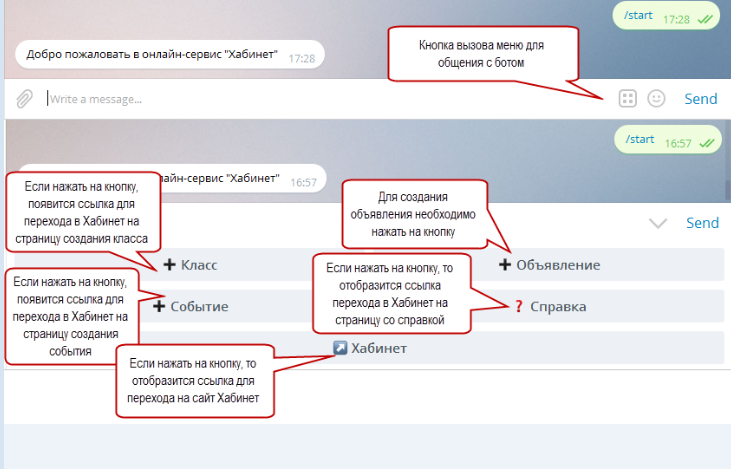 /start
17:28
Добро пожаловать в онлайн-сервис "Хабинет" 17:28
Кнопка вызова меню для
общения с ботом
Write a message...
Send
/start
16:57
лайн-сервис "Хабинет" 16:57
Если нажать на кнопку,
появится ссылка для
перехода в Хабинет на
страницу создания класса
Для создания
объявления необходимо
нажать на кнопку
Send
+ Класс
+ Объявление
Если нажать на кнопку,
появится ссылка для
перехода в Хабинет на
страницу создания
события
+ Событие
Если нажать на кнопку, то
отобразится ссылка
перехода в Хабинет на
страницу со справкой
? Справка
Если нажать на кнопку, то
отобразится ссылка для
перехода на сайт Хабинет
Хабинет